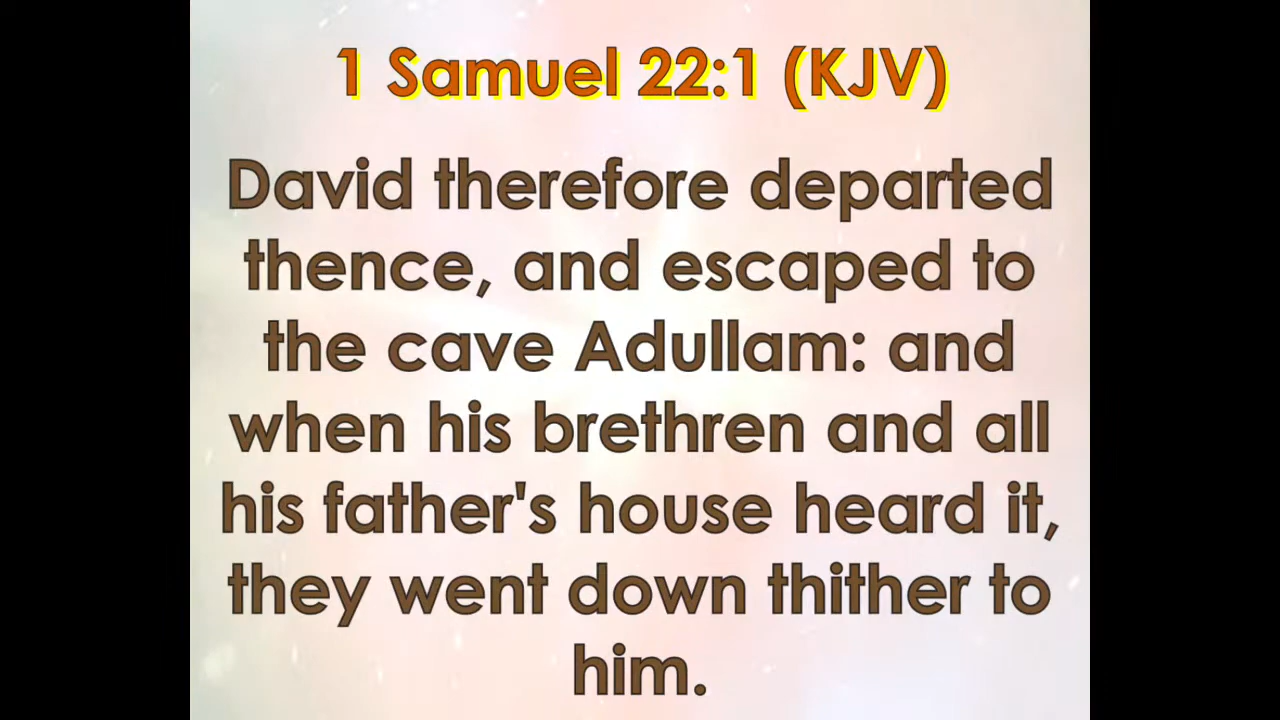 1 Samuel 22:1 (KJV)
David therefore departed
thence, and escaped to
the cave Adullam: and
when his brethren and all
his father's house heard it,
they went down thither to
him.